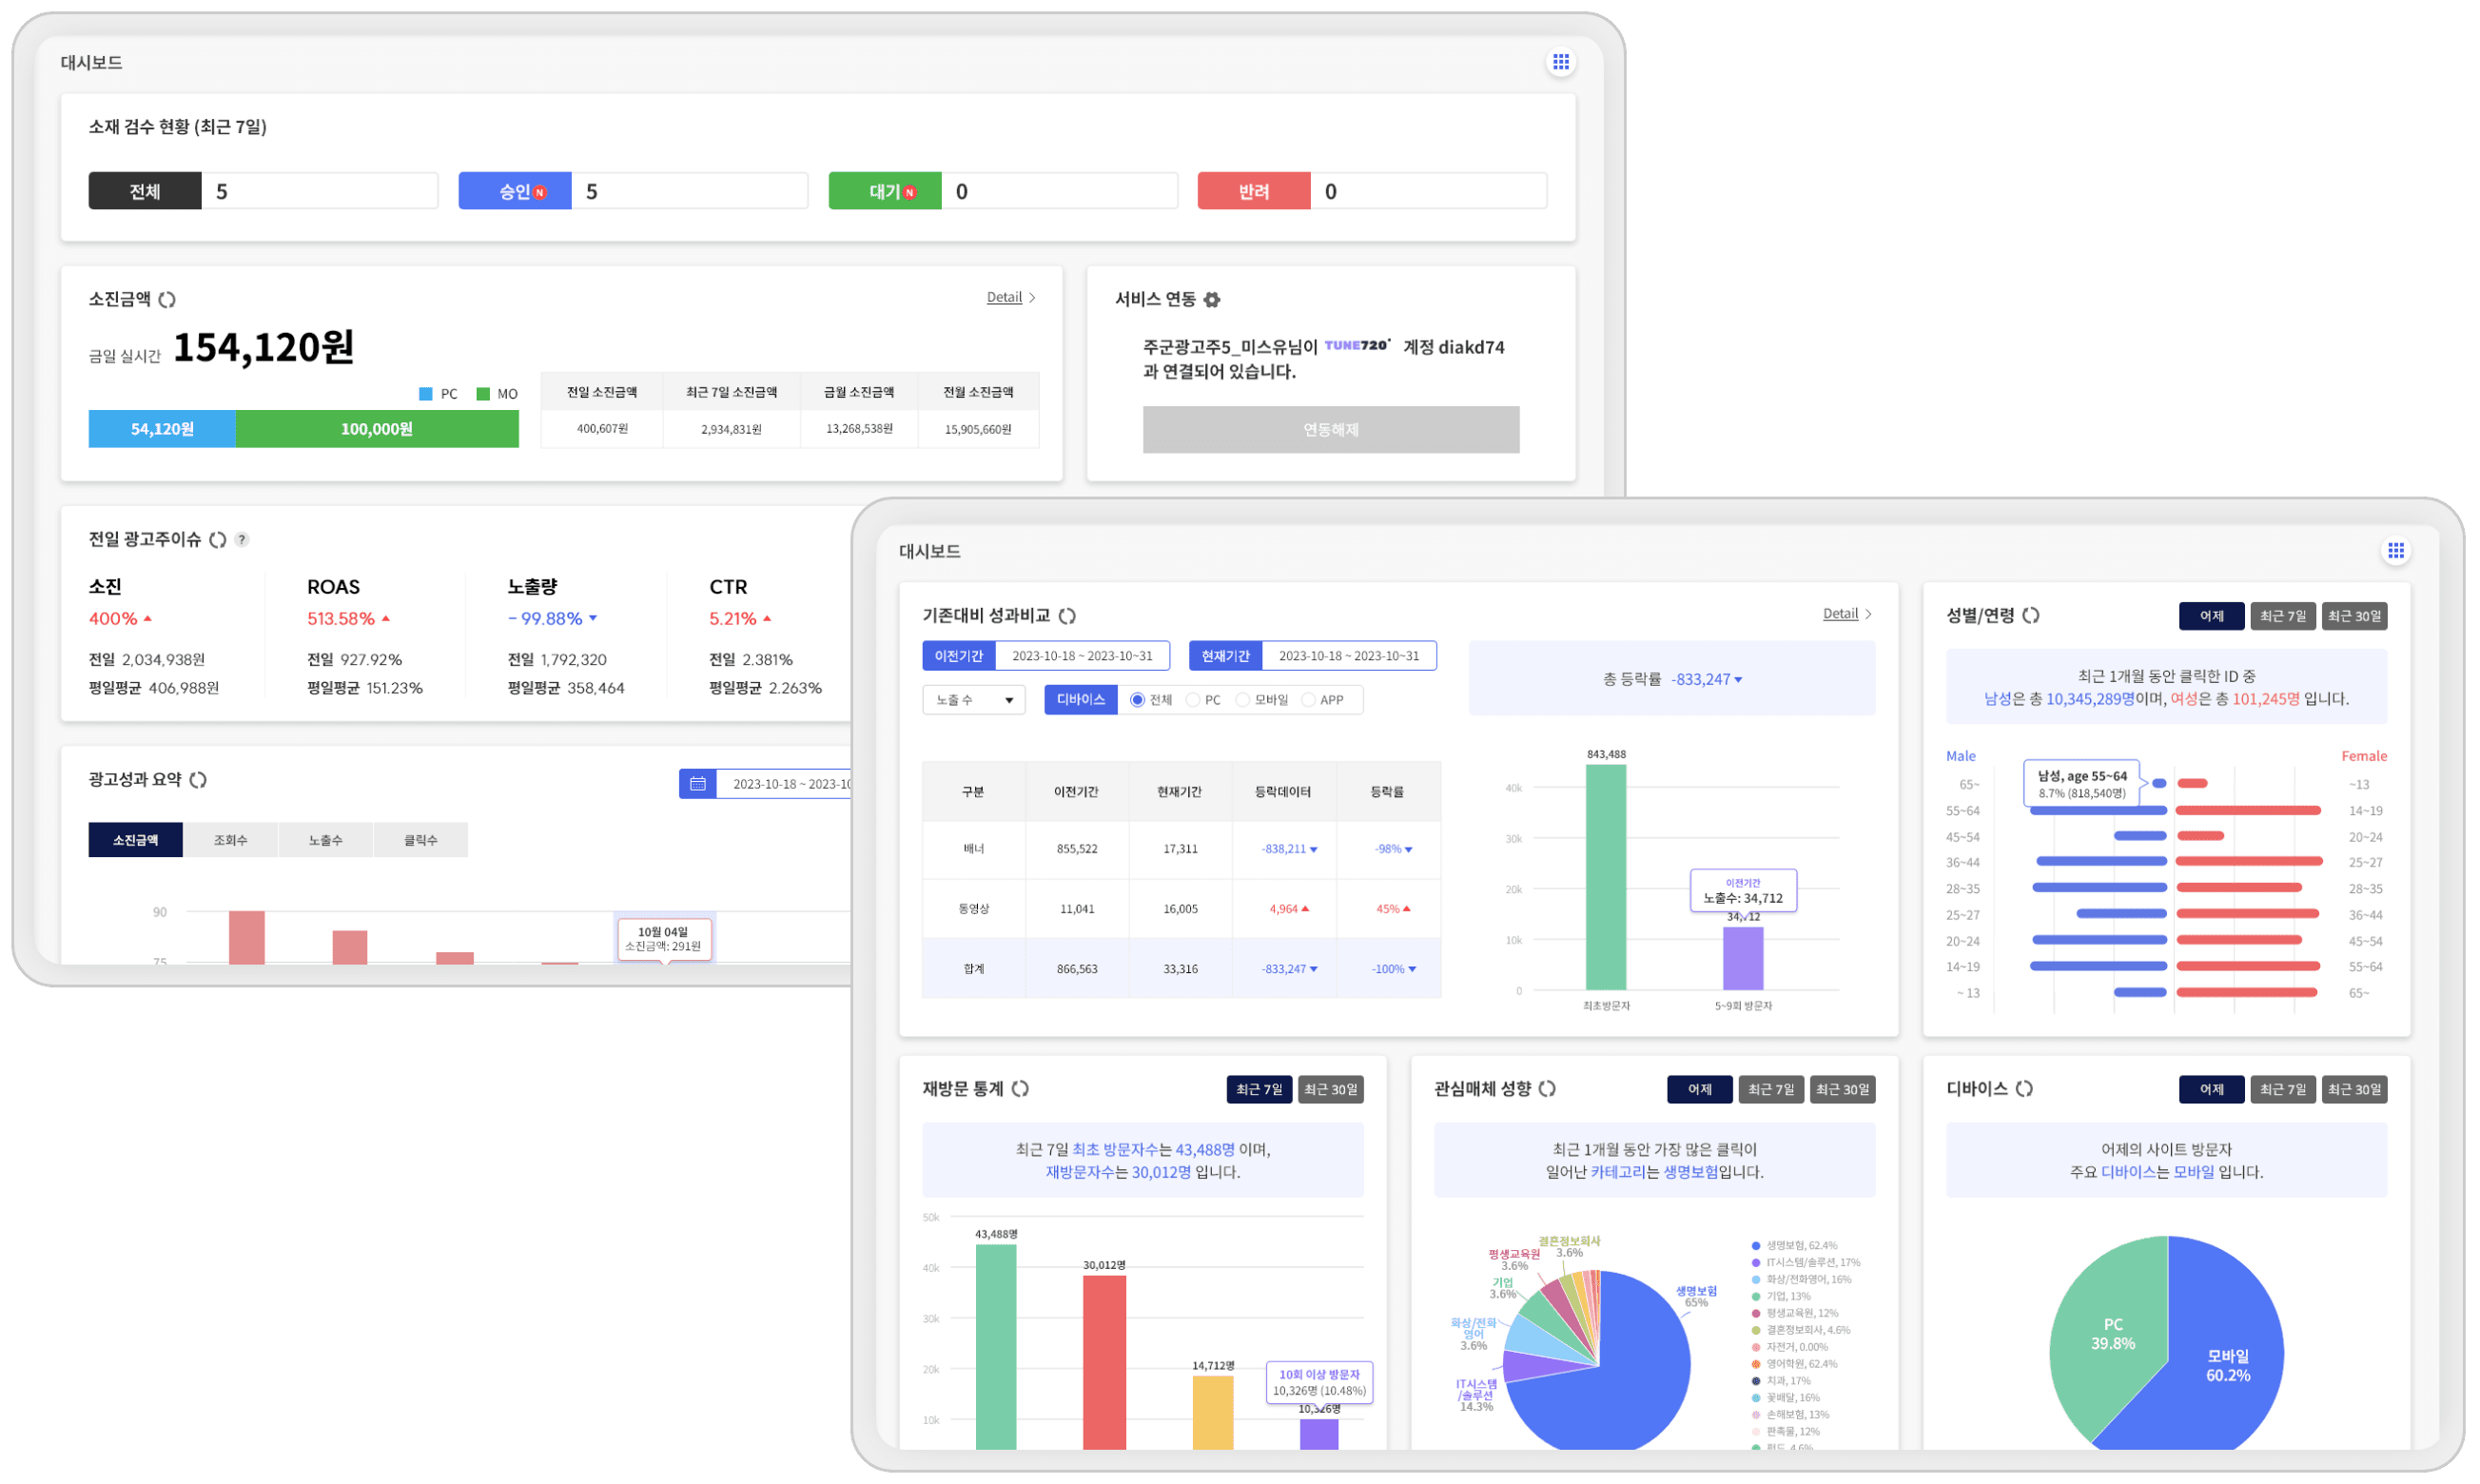 대시보드
소재 검수 현황 (최근 7일)
전체 5
승인 N 5
대기 N 0
반려 0
소진금액
Detail
금일 실시간 154,120원
PC MO
54,120원 100,000원
전일 소진금액 최근 7일 소진금액 금월 소진금액 전월 소진금액
400,607원 2,934,831원 13,268,538원 15,905,660원
서비스 연동
주군광고주5_미스유님이 TUNE720 계정 diakd74
과 연결되어 있습니다.
연동해제
전일 광고주이슈 ?
소진 ROAS 노출량 CTR
400% 513.58% - 99.88% 5.21%
전일 2,034,938원 전일 927.92% 전일 1,792,320 전일 2.381%
평일평균 406,988원 평일평균 151.23% 평일평균 358,464 평일평균 2.263%
광고성과 요약
2023-10-18 ~ 2023-10
소진금액 조회수 노출수 클릭수
90
75
10월 04일
소진금액: 291원
대시보드
기존대비 성과비교
Detail
이전기간 2023-10-18 ~ 2023-10~31 현재기간 2023-10-18 ~ 2023-10~31
노출 수 디바이스 전체 PC 모바일 APP
총 등락률 -833,247
구분 이전기간 현재기간 등락데이터 등락률
배너 855,522 17,311 -838,211 -98%
동영상 11,041 16,005 4,964 45%
합계 866,563 33,316 -833,247 -100%
843,488
40k
30k
20k
10k
0
이전기간
노출수: 34,712
최초방문자 5~9회 방문자
성별/연령
어제 최근 7일 최근 30일
최근 1개월 동안 클릭한 ID 중
남성은 총 10,345,289명이며, 여성은 총 101,245명 입니다.
Male Female
남성, age 55~64
8.7% (818,540명)
65~ ~13
55~64 14~19
45~54 20~24
36~44 25~27
28~35 28~35
25~27 36~44
20~24 45~54
14~19 55~64
~ 13 65~
재방문 통계
최근 7일 최근 30일
최근 7일 최초 방문자수는 43,488명 이며,
재방문자수는 30,012명 입니다.
50k
40k
30k
20k
10k
43,488명
30,012명
14,712명
10회 이상 방문자
10,326명 (10.48%)
10,326명
관심매체 성향
어제 최근 7일 최근 30일
최근 1개월 동안 가장 많은 클릭이
일어난 카테고리는 생명보험입니다.
결혼정보회사
3.6%
평생교육원
3.6%
기업
3.6%
화상/전화
영어
3.6%
IT시스템
/솔루션
14.3%
생명보험
65%
생명보험, 62.4%
IT시스템/솔루션, 17%
화상/전화영어, 16%
기업, 13%
평생교육원, 12%
결혼정보회사, 4.6%
자전거, 0.00%
영어학원, 62.4%
치과, 17%
꽃배달, 16%
손해보험, 13%
판촉물, 12%
디바이스
어제 최근 7일 최근 30일
어제의 사이트 방문자
주요 디바이스는 모바일 입니다.
PC
39.8%
모바일
60.2%